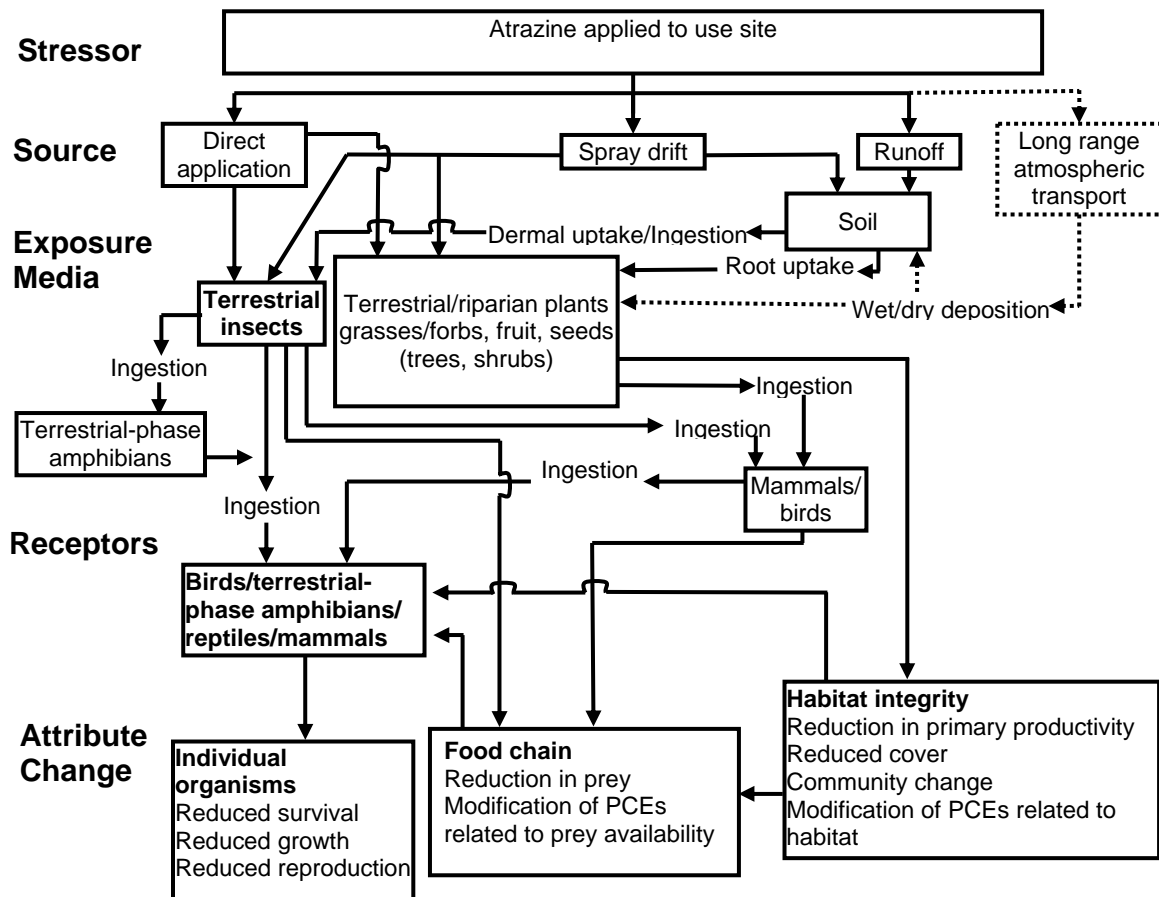 Stressor
Atrazine applied to use site
Source
Direct
application
Spray drift
Runoff
Long range
atmospheric
transport
Exposure
Media
Soil
Dermal uptake/Ingestion
Root uptake
Wet/dry deposition
Terrestrial
insects
Terrestrial/riparian plants
grasses/forbs, fruit, seeds
(trees, shrubs)
Ingestion
Ingestion
Terrestrial-phase
amphibians
Ingestion
Ingestion
Mammals/
birds
Ingestion
Receptors
Birds/terrestrial-
phase amphibians/
reptiles/mammals
Attribute
Change
Individual
organisms
Reduced survival
Reduced growth
Reduced reproduction
Food chain
Reduction in prey
Modification of PCEs
related to prey availability
Habitat integrity
Reduction in primary productivity
Reduced cover
Community change
Modification of PCEs related to
habitat